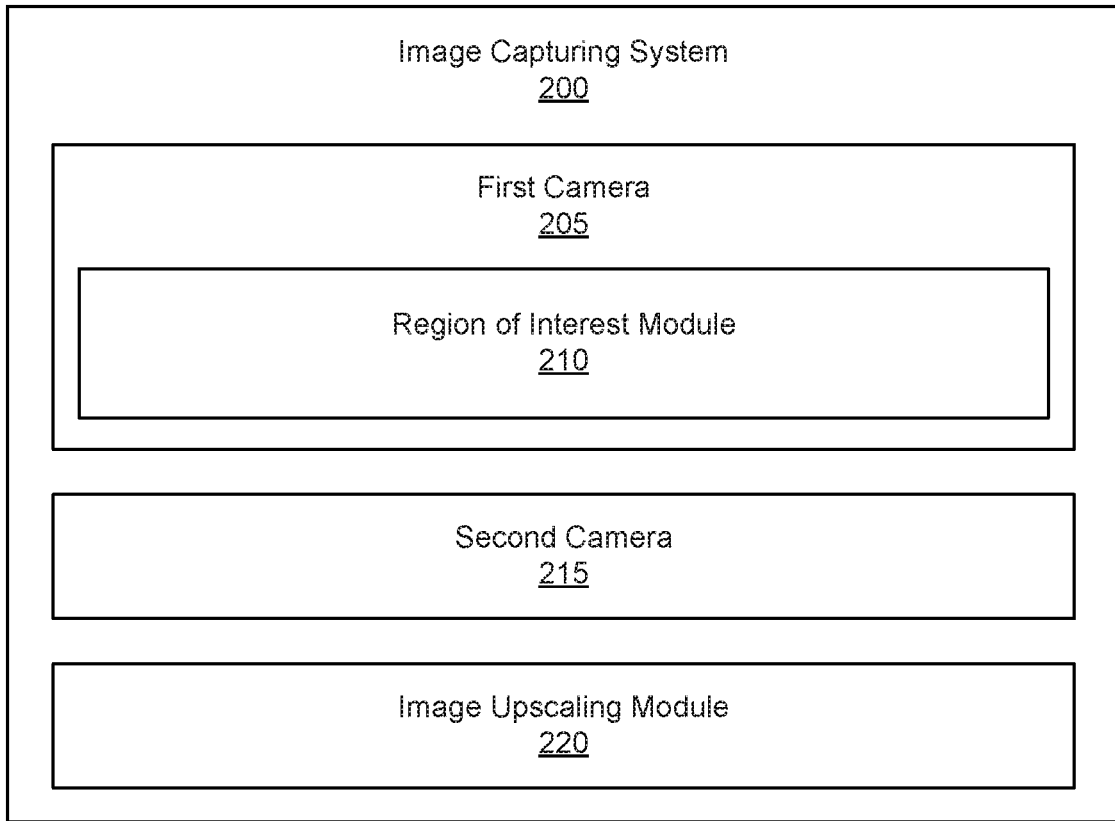 Image Capturing System
200
First Camera
205
Region of Interest Module
210
Second Camera
215
Image Upscaling Module
220